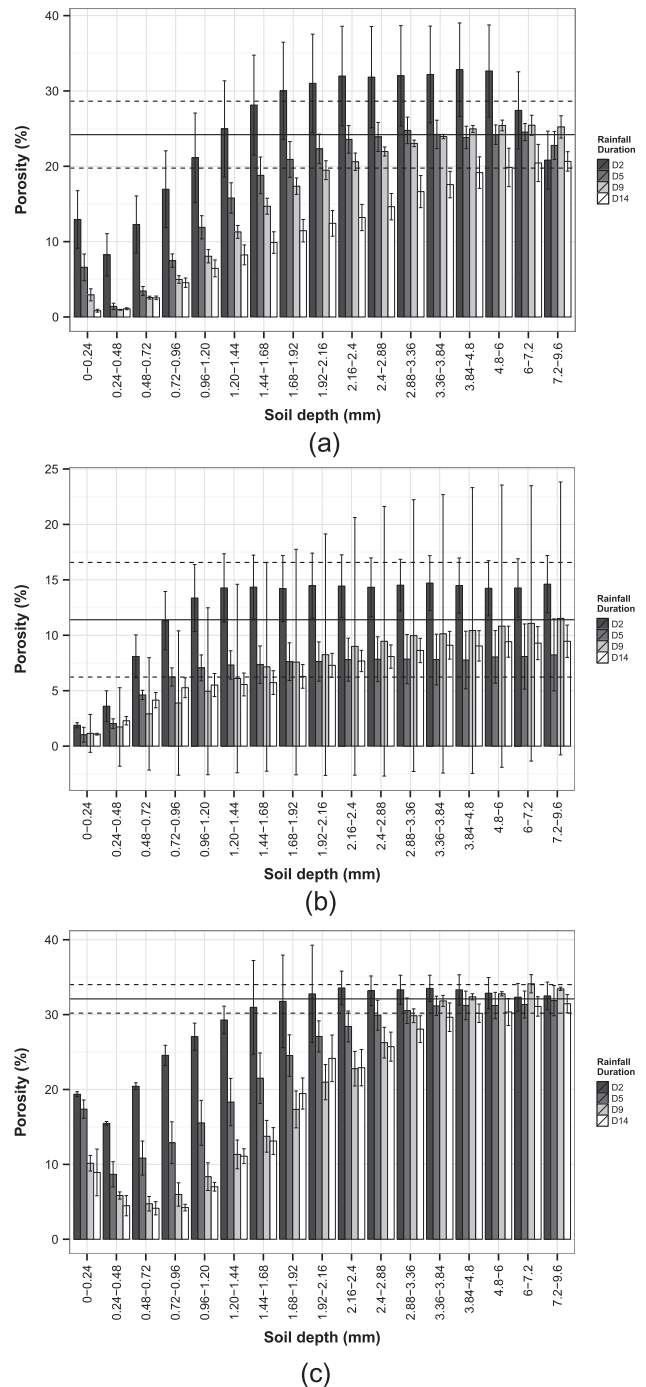 40
30
20
10
0
Porosity (%)
0−0.24
0.24−0.48
0.48−0.72
0.72−0.96
0.96−1.20
1.20−1.44
1.44−1.68
1.68−1.92
1.92−2.16
2.16−2.4
2.4−2.88
2.88−3.36
3.36−3.84
3.84−4.8
4.8−6
6−7.2
7.2−9.6
Soil depth (mm)
Rainfall
Duration
D2
D5
D9
D14
(a)
25
20
15
10
5
0
Porosity (%)
0−0.24
0.24−0.48
0.48−0.72
0.72−0.96
0.96−1.20
1.20−1.44
1.44−1.68
1.68−1.92
1.92−2.16
2.16−2.4
2.4−2.88
2.88−3.36
3.36−3.84
3.84−4.8
4.8−6
6−7.2
7.2−9.6
Soil depth (mm)
Rainfall
Duration
D2
D5
D9
D14
(b)
40
30
20
10
0
Porosity (%)
0−0.24
0.24−0.48
0.48−0.72
0.72−0.96
0.96−1.20
1.20−1.44
1.44−1.68
1.68−1.92
1.92−2.16
2.16−2.4
2.4−2.88
2.88−3.36
3.36−3.84
3.84−4.8
4.8−6
6−7.2
7.2−9.6
Soil depth (mm)
Rainfall
Duration
D2
D5
D9
D14
(c)